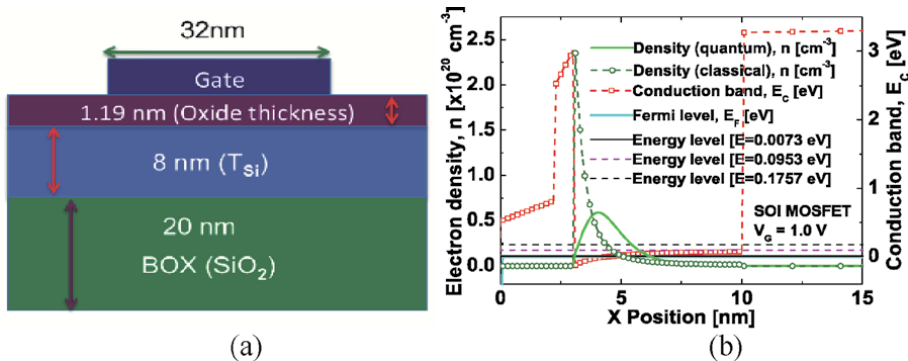 32nm
Gate
1.19 nm (Oxide thickness)
8 nm (T_Si)
20 nm
BOX (SiO₂)
(a)
b)
Electron density, n [x10²⁰ cm⁻³]
2.5
2.0
1.5
1.0
0.5
0.0
Density (quantum), n [cm⁻³]
Density (classical), n [cm⁻³]
Conduction band, E_C [eV]
Fermi level, E_F [eV]
Energy level [E=0.0073 eV]
Energy level [E=0.0953 eV]
Energy level [E=0.1757 eV]
SOI MOSFET
V_G = 1.0 V
3
2
1
0
Conduction band, E_C [eV]
0 5 10 15
X Position [nm]
(b)